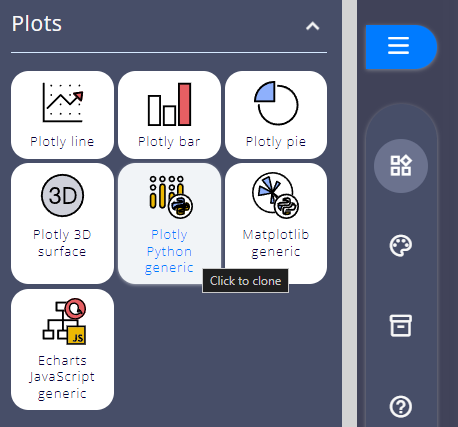 Plots
Plotly line
Plotly bar
Plotly pie
3D
Plotly 3D
surface
Plotly
Python
generic
Matplotlib
generic
Click to clone
JS
Echarts
JavaScript
generic